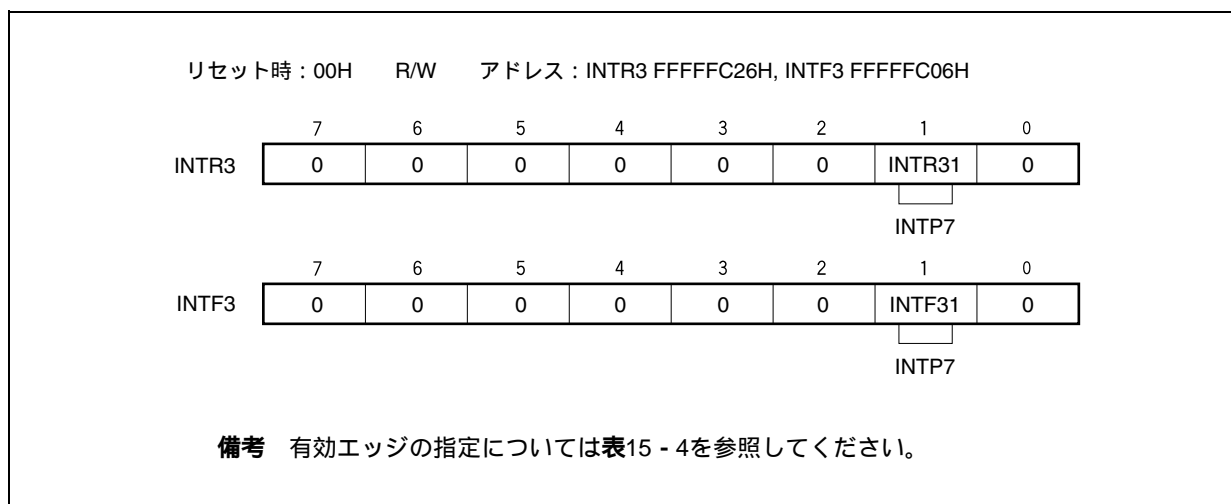 リセット時：00H R/W アドレス：INTR3 FFFFFC26H, INTF3 FFFFFC06H
7 6 5 4 3 2 1 0
INTR3 0 0 0 0 0 0 INTR31 0
INTP7
7 6 5 4 3 2 1 0
INTF3 0 0 0 0 0 0 INTF31 0
INTP7
備考 有効エッジの指定については表15 - 4を参照してください。